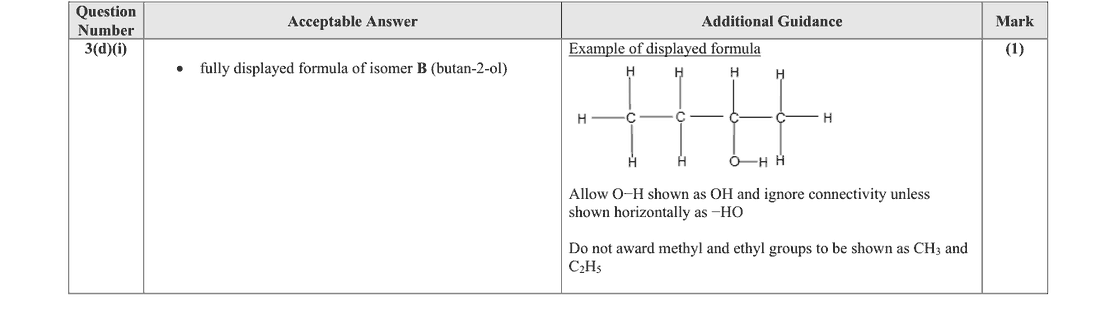 Question Number
Acceptable Answer
Additional Guidance
Mark
3(d)(i)
• fully displayed formula of isomer B (butan-2-ol)
Example of displayed formula
H H H H
H C C C C H
H H O H H
Allow O−H shown as OH and ignore connectivity unless
shown horizontally as −HO
Do not award methyl and ethyl groups to be shown as CH₃ and
C₂H₅
(1)